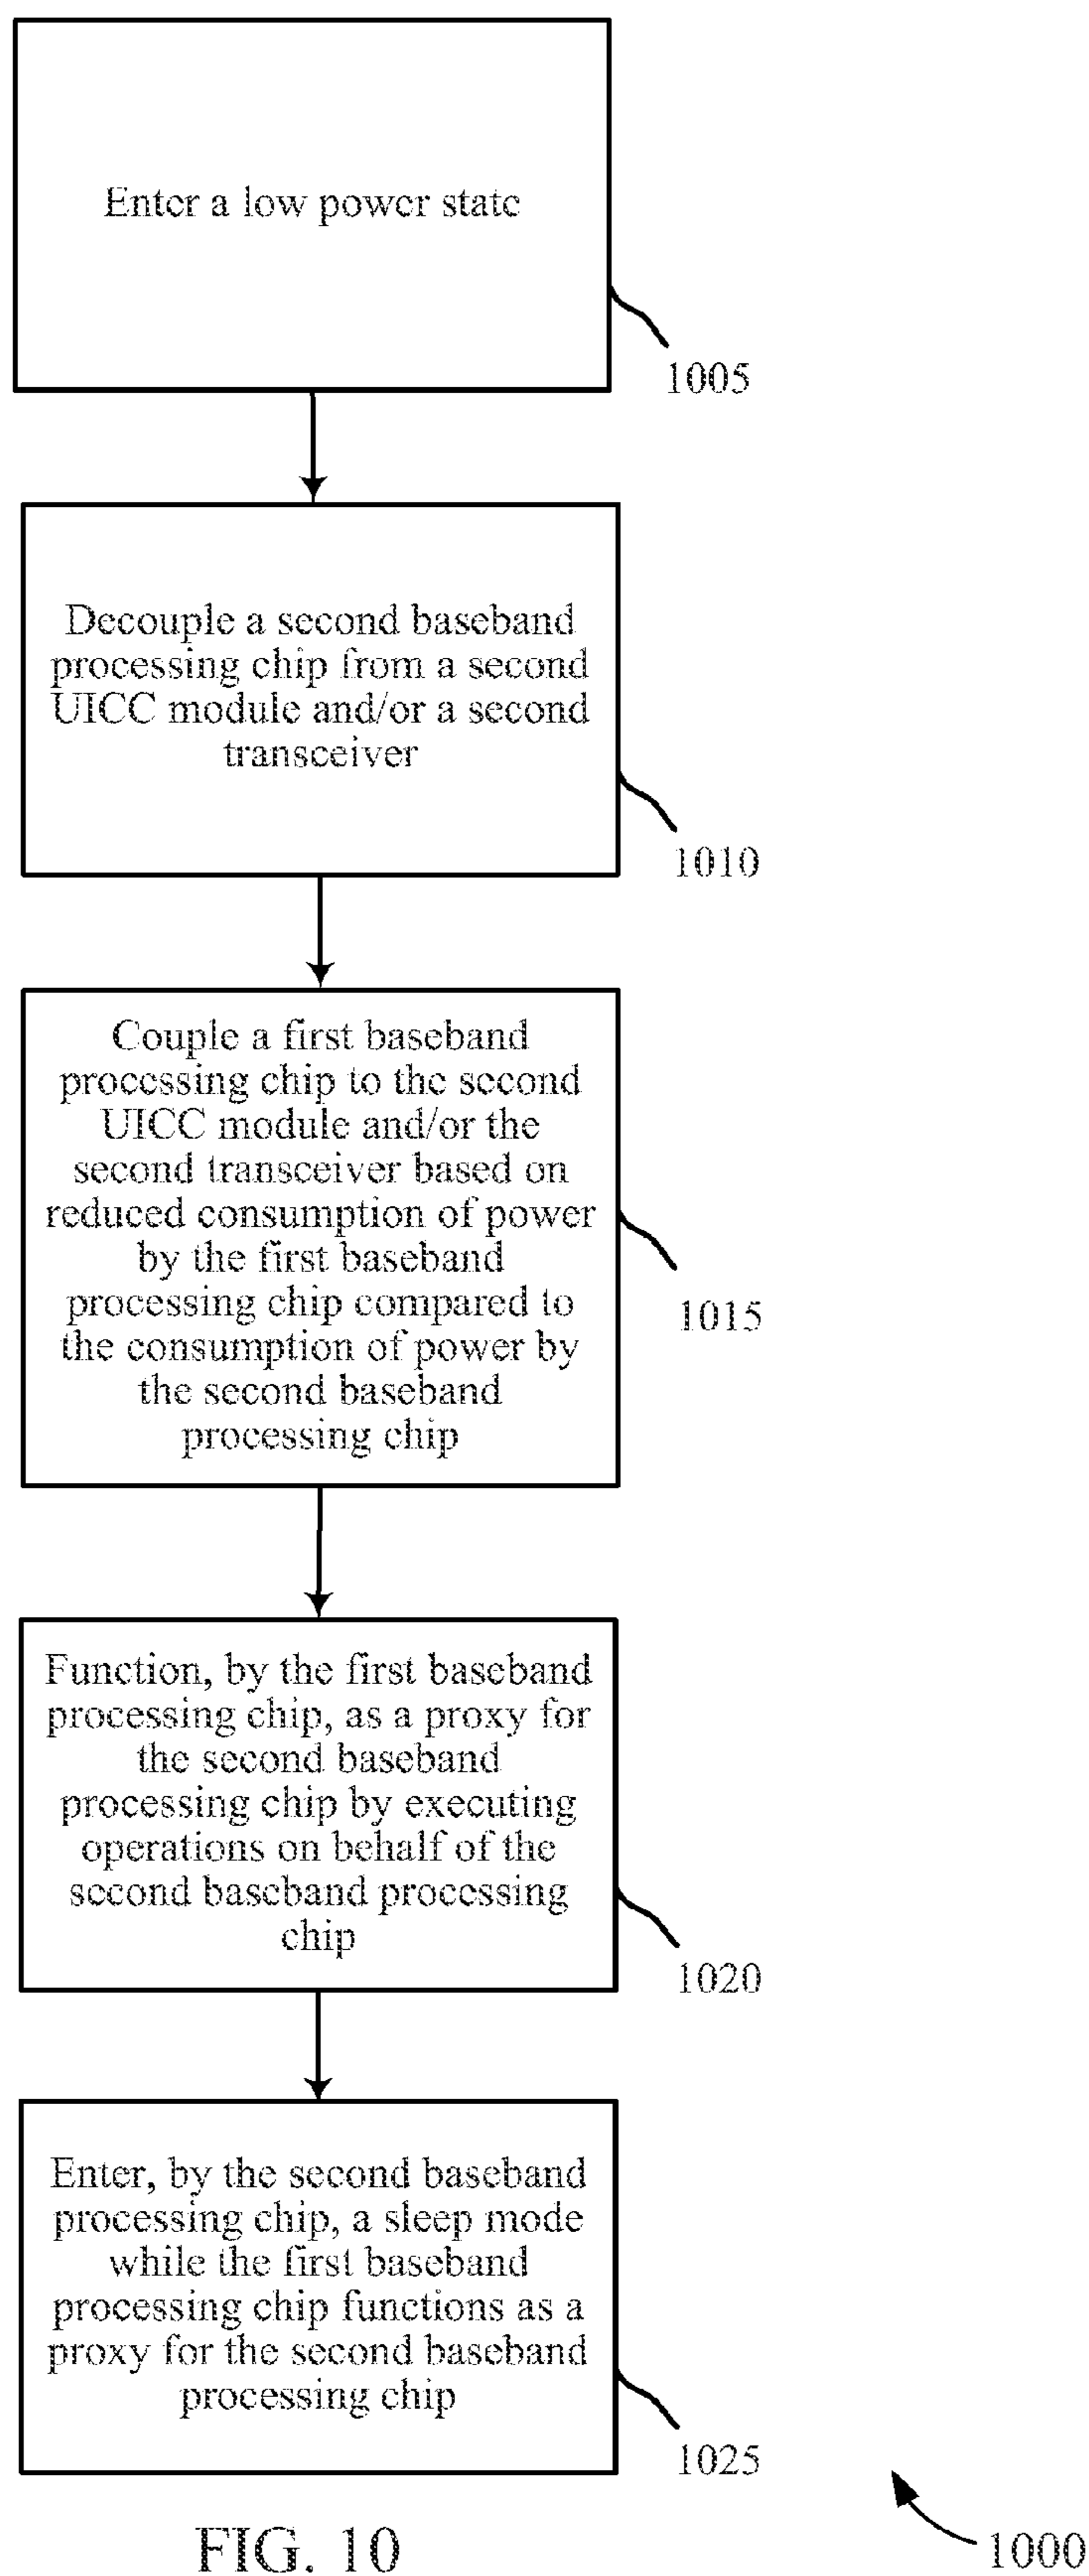 Enter a low power state
1005
Decouple a second baseband
processing chip from a second
UICC module and/or a second
transceiver
1010
Couple a first baseband
processing chip to the second
UICC module and/or the
second transceiver based on
reduced consumption of power
by the first baseband
processing chip compared to
the consumption of power by
the second baseband
processing chip
1015
Function, by the first baseband
processing chip, as a proxy for
the second baseband
processing chip by executing
operations on behalf of the
second baseband processing
chip
1020
Enter, by the second baseband
processing chip, a sleep mode
while the first baseband
processing chip functions as a
proxy for the second baseband
processing chip
1025
FIG. 10
1000